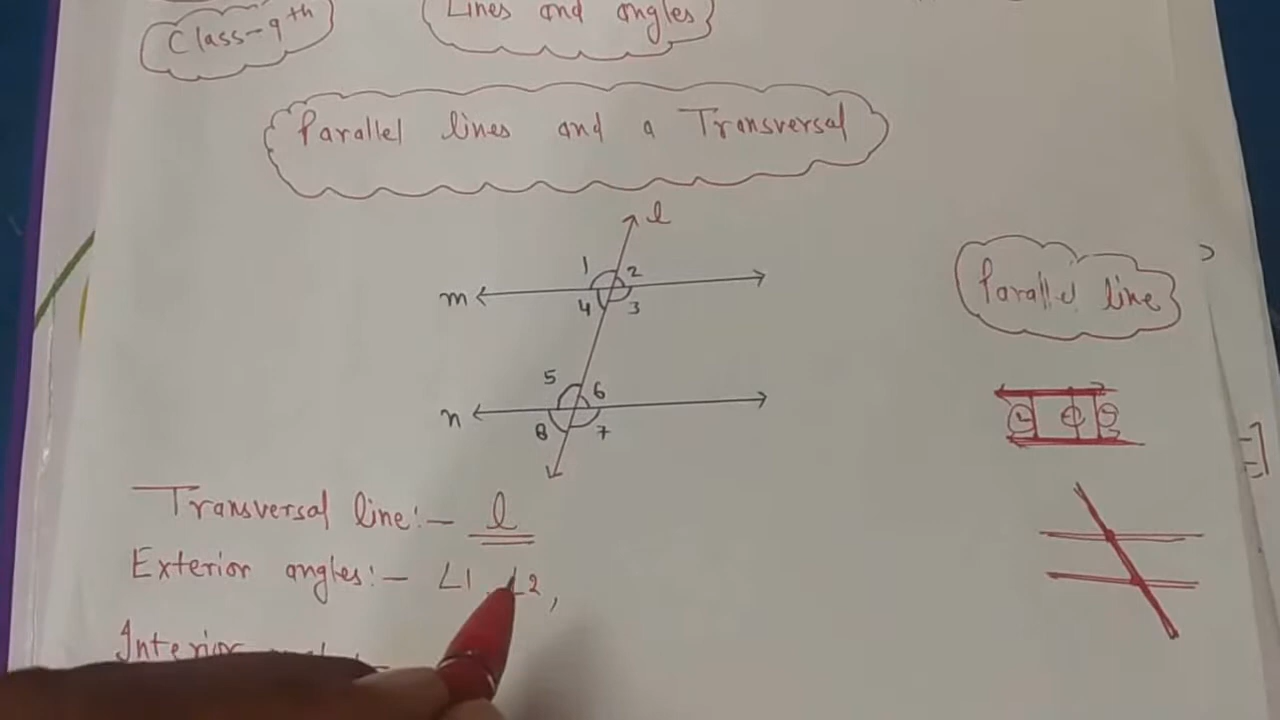 Class-9th
Lines and angles
Parallel lines and a Transversal
l
1 2
m
4 3
Parallel line
5 6
n
8 7
Transversal line:- l
Exterior angles:- ∠1 ∠2,
Interior